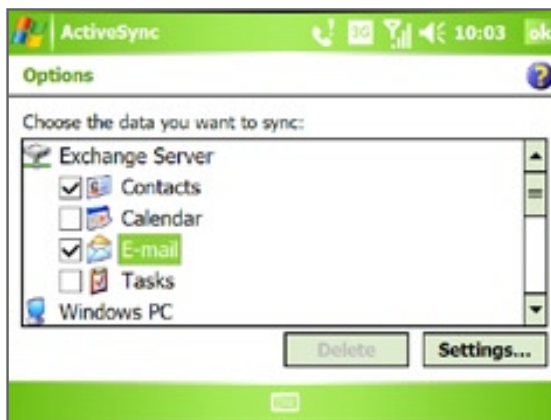 ActiveSync 3G 10:03 ok
Options
Choose the data you want to sync:
Exchange Server
Contacts
Calendar
E-mail
Tasks
Windows PC
Delete Settings...